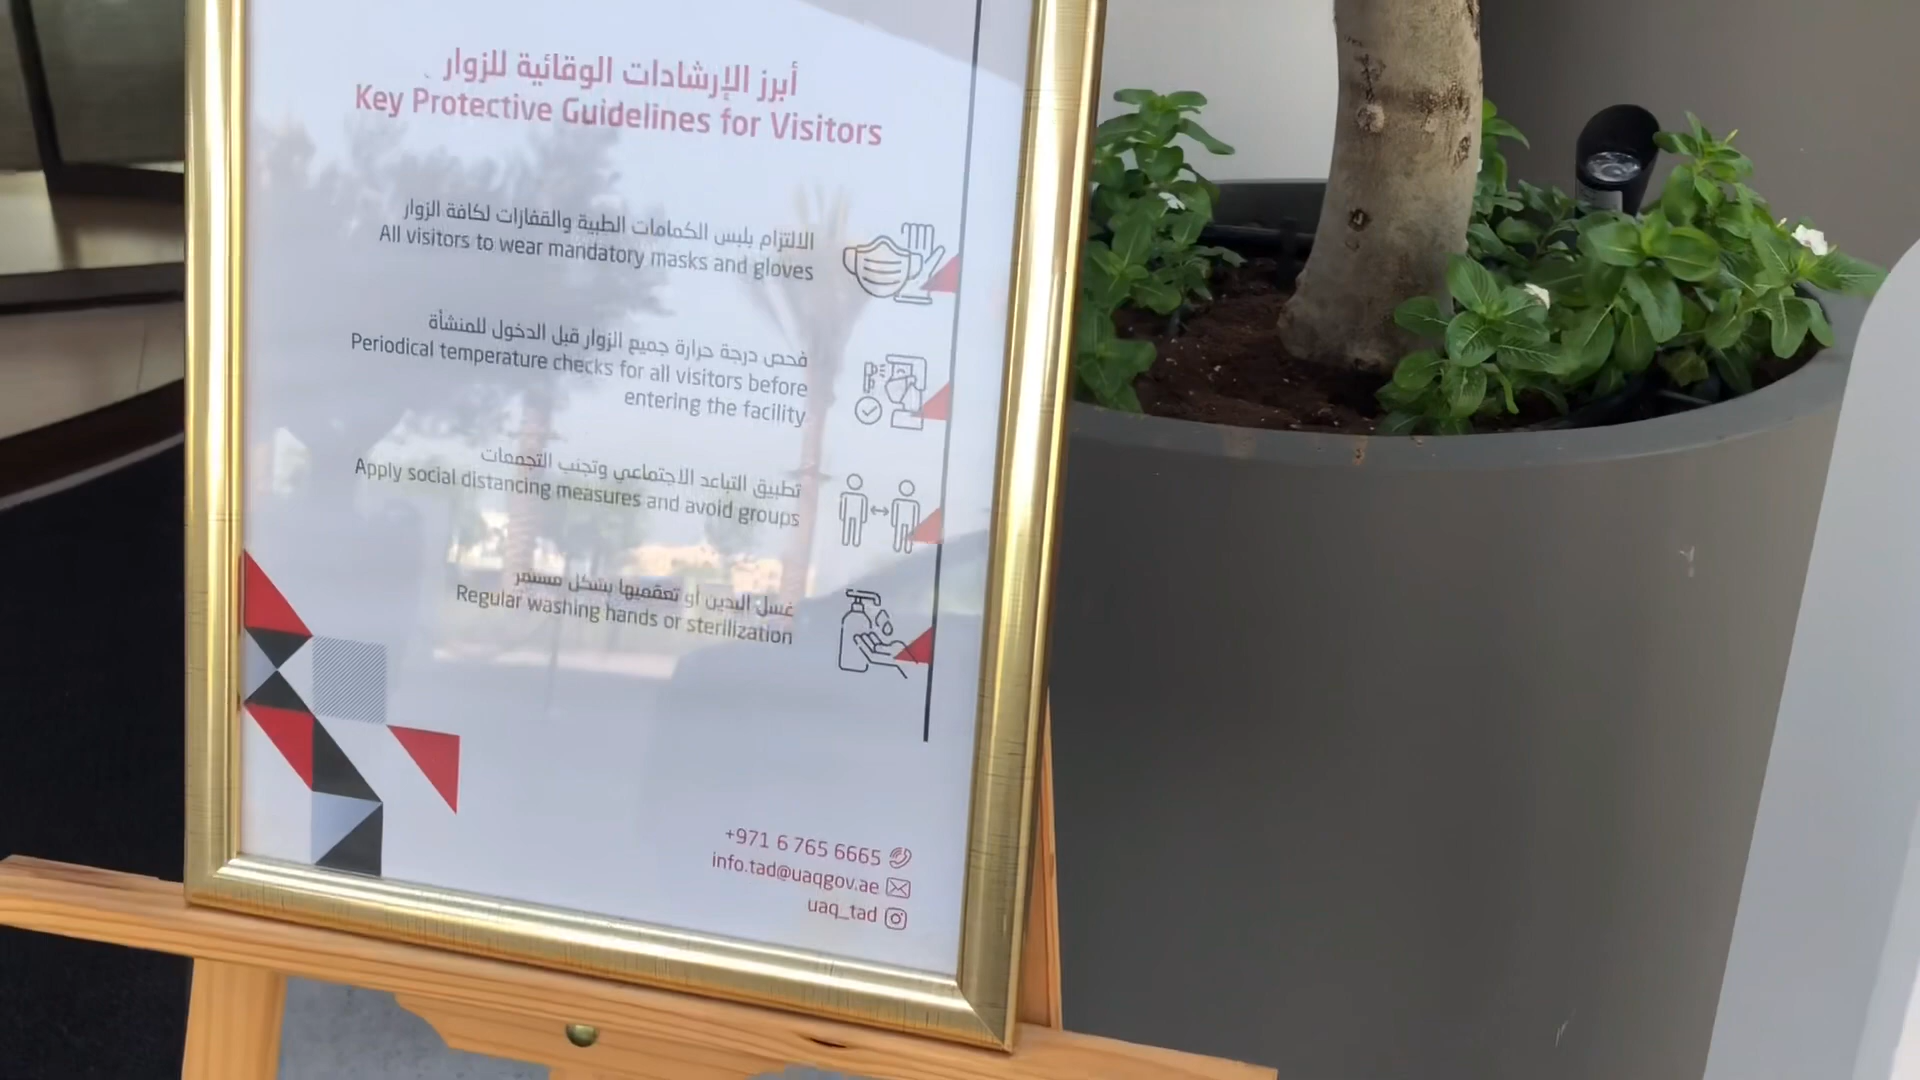 أبرز الإرشادات الوقائية للزوار
Key Protective Guidelines for Visitors
الالتزام بلبس الكمامات الطبية والقفازات لكافة الزوار
All visitors to wear mandatory masks and gloves
فحص درجة حرارة جميع الزوار قبل الدخول للمنشأة
Periodical temperature checks for all visitors before
entering the facility
تطبيق التباعد الاجتماعي وتجنب التجمعات
Apply social distancing measures and avoid groups
غسل اليدين أو تعقميها بشكل مستمر
Regular washing hands or sterilization
+971 6 765 6665
info.tad@uaqgov.ae
uaq_tad